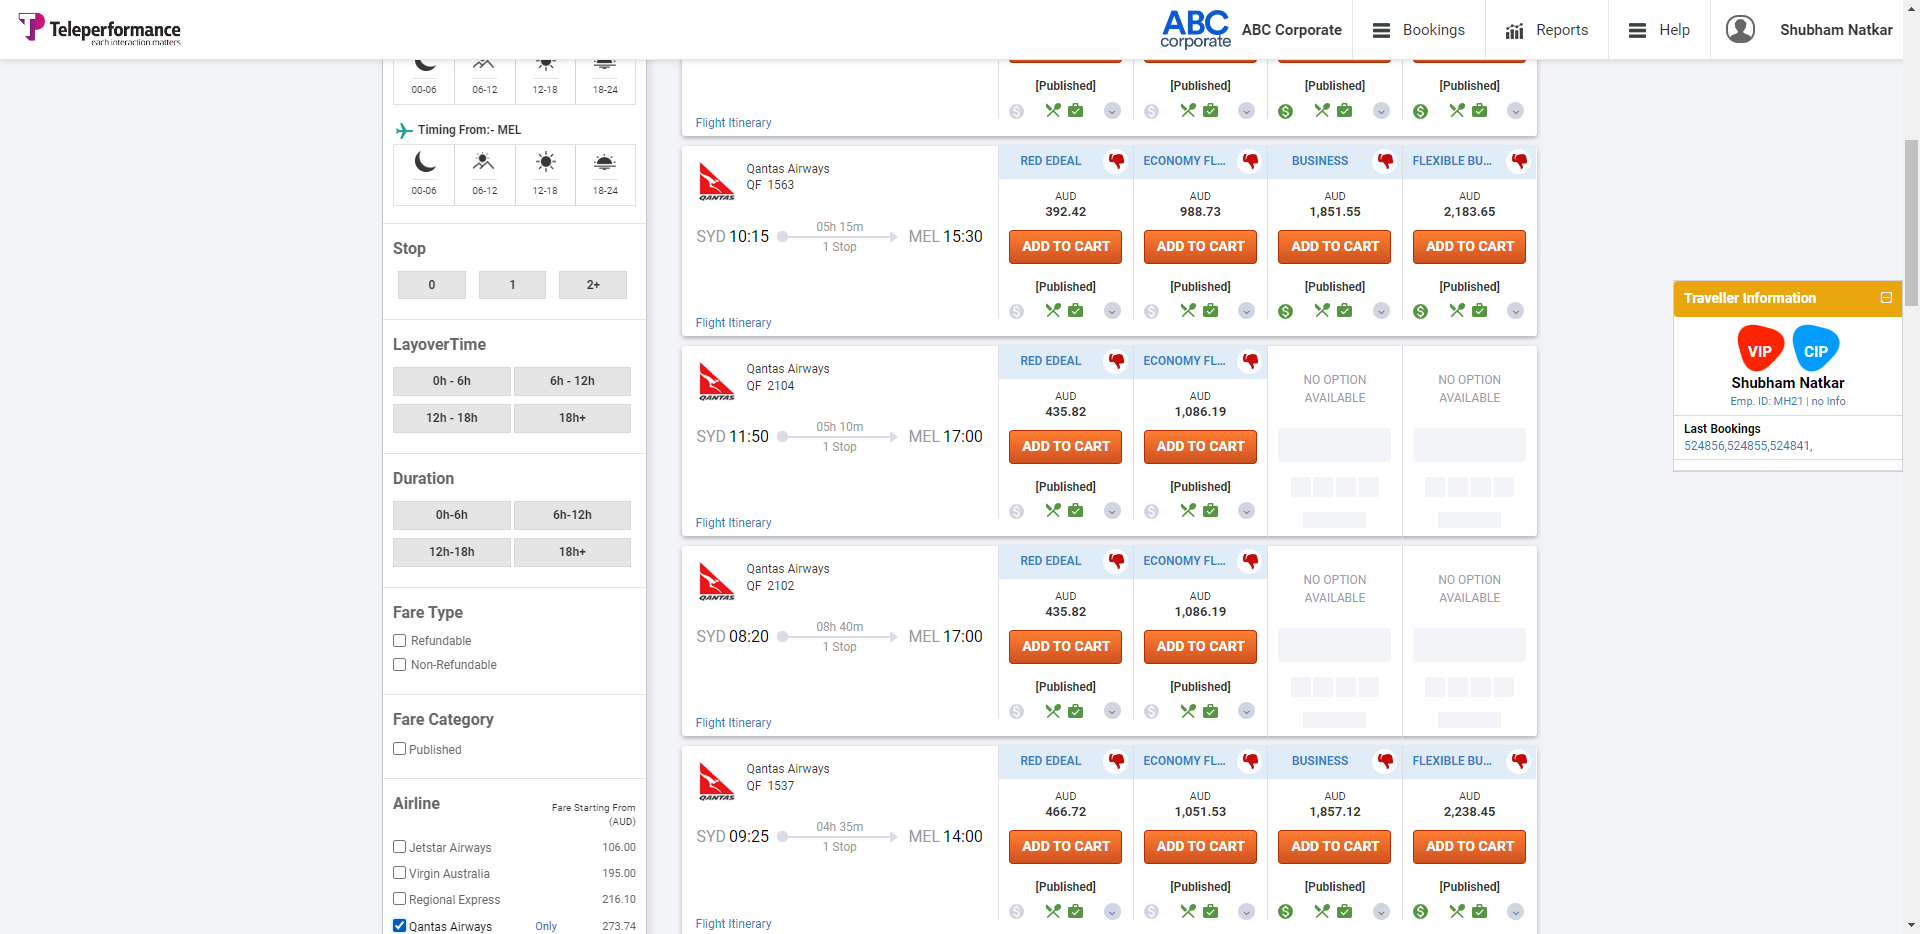 Teleperformance
each interaction matters
ABC
corporate
ABC Corporate
Bookings
Reports
Help
Shubham Natkar
00-06
06-12
12-18
18-24
Timing From:- MEL
00-06
06-12
12-18
18-24
Stop
0
1
2+
LayoverTime
0h - 6h
6h - 12h
12h - 18h
18h+
Duration
0h-6h
6h-12h
12h-18h
18h+
Fare Type
Refundable
Non-Refundable
Fare Category
Published
Airline
Fare Starting From
(AUD)
Jetstar Airways 106.00
Virgin Australia 195.00
Regional Express 216.10
Qantas Airways Only 273.74
[Published]
[Published]
[Published]
[Published]
Flight Itinerary
QANTAS
Qantas Airways
QF 1563
SYD 10:15
05h 15m
1 Stop
MEL 15:30
Flight Itinerary
RED EDEAL
AUD
392.42
ADD TO CART
[Published]
ECONOMY FL...
AUD
988.73
ADD TO CART
[Published]
BUSINESS
AUD
1,851.55
ADD TO CART
[Published]
FLEXIBLE BU...
AUD
2,183.65
ADD TO CART
[Published]
QANTAS
Qantas Airways
QF 2104
SYD 11:50
05h 10m
1 Stop
MEL 17:00
Flight Itinerary
RED EDEAL
AUD
435.82
ADD TO CART
[Published]
ECONOMY FL...
AUD
1,086.19
ADD TO CART
[Published]
NO OPTION
AVAILABLE
NO OPTION
AVAILABLE
QANTAS
Qantas Airways
QF 2102
SYD 08:20
08h 40m
1 Stop
MEL 17:00
Flight Itinerary
RED EDEAL
AUD
435.82
ADD TO CART
[Published]
ECONOMY FL...
AUD
1,086.19
ADD TO CART
[Published]
NO OPTION
AVAILABLE
NO OPTION
AVAILABLE
QANTAS
Qantas Airways
QF 1537
SYD 09:25
04h 35m
1 Stop
MEL 14:00
Flight Itinerary
RED EDEAL
AUD
466.72
ADD TO CART
[Published]
ECONOMY FL...
AUD
1,051.53
ADD TO CART
[Published]
BUSINESS
AUD
1,857.12
ADD TO CART
[Published]
FLEXIBLE BU...
AUD
2,238.45
ADD TO CART
[Published]
Traveller Information
VIP
CIP
Shubham Natkar
Emp. ID: MH21 | no Info
Last Bookings
524856,524855,524841,